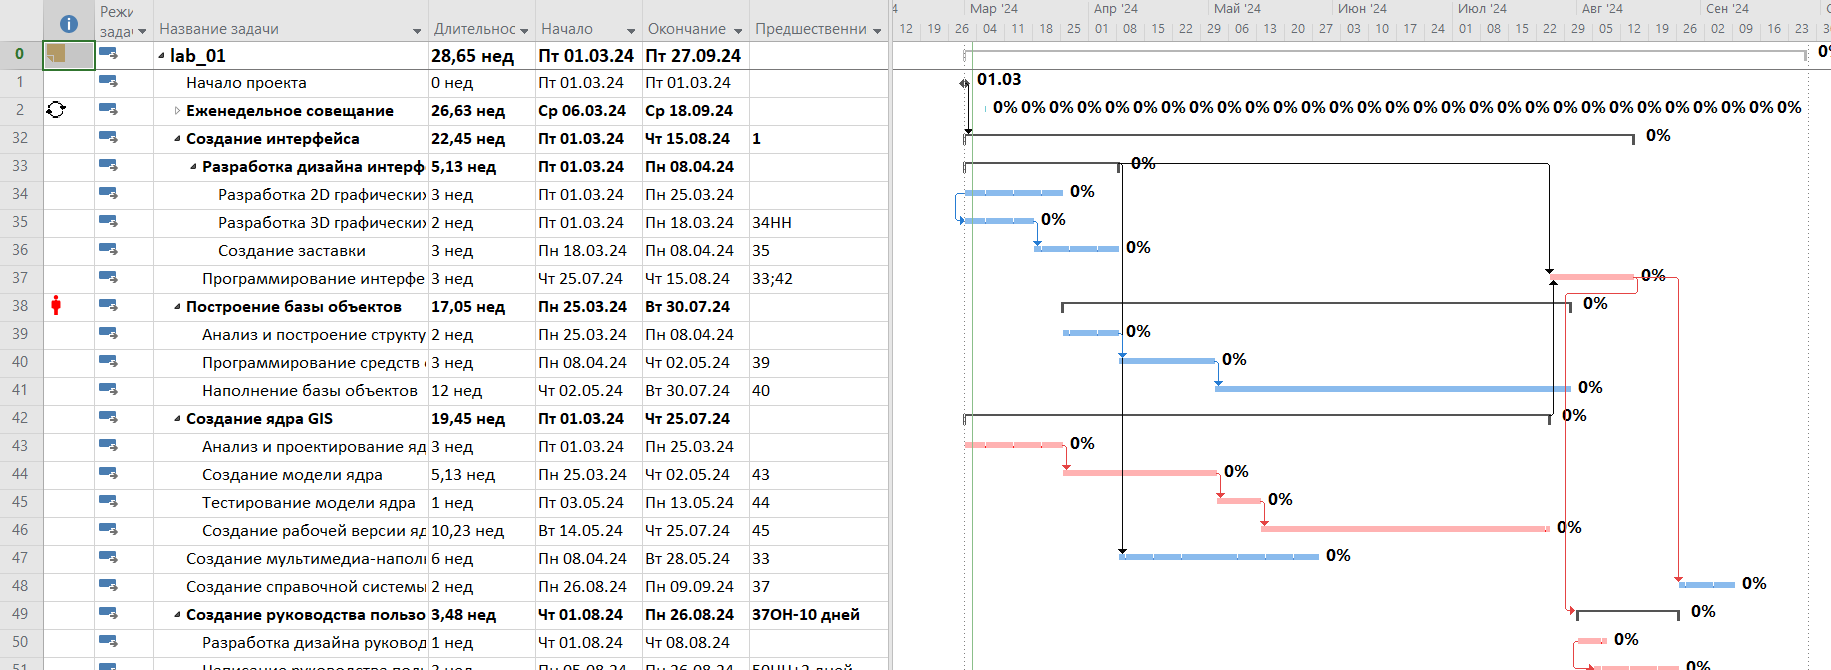 Режи
задач
Название задачи
Длительнос
Начало
Окончание
Предшественни
4 Мар '24 Апр '24 Май '24 Июн '24 Июл '24 Авг '24 Сен '24
12 19 26 04 11 18 25 01 08 15 22 29 06 13 20 27 03 10 17 24 01 08 15 22 29 05 12 19 26 02 09 16 23 30
0 lab_01 28,65 нед Пт 01.03.24 Пт 27.09.24 0%
1 Начало проекта 0 нед Пт 01.03.24 Пт 01.03.24 01.03
2 Еженедельное совещание 26,63 нед Ср 06.03.24 Ср 18.09.24 0% 0% 0% 0% 0% 0% 0% 0% 0% 0% 0% 0% 0% 0% 0% 0% 0% 0% 0% 0% 0% 0% 0% 0% 0% 0% 0% 0% 0%
32 Создание интерфейса 22,45 нед Пт 01.03.24 Чт 15.08.24 1 0%
33 Разработка дизайна интерф 5,13 нед Пт 01.03.24 Пн 08.04.24 0%
34 Разработка 2D графических 3 нед Пт 01.03.24 Пн 25.03.24 0%
35 Разработка 3D графических 2 нед Пт 01.03.24 Пн 18.03.24 34НН 0%
36 Создание заставки 3 нед Пн 18.03.24 Пн 08.04.24 35 0%
37 Программирование интерфе 3 нед Чт 25.07.24 Чт 15.08.24 33;42 0%
38 Построение базы объектов 17,05 нед Пн 25.03.24 Вт 30.07.24 0%
39 Анализ и построение структу 2 нед Пн 25.03.24 Пн 08.04.24 0%
40 Программирование средств 3 нед Пн 08.04.24 Чт 02.05.24 39 0%
41 Наполнение базы объектов 12 нед Чт 02.05.24 Вт 30.07.24 40 0%
42 Создание ядра GIS 19,45 нед Пт 01.03.24 Чт 25.07.24 0%
43 Анализ и проектирование яд 3 нед Пт 01.03.24 Пн 25.03.24 0%
44 Создание модели ядра 5,13 нед Пн 25.03.24 Чт 02.05.24 43 0%
45 Тестирование модели ядра 1 нед Пт 03.05.24 Пн 13.05.24 44 0%
46 Создание рабочей версии яд 10,23 нед Вт 14.05.24 Чт 25.07.24 45 0%
47 Создание мультимедиа-напол 6 нед Пн 08.04.24 Вт 28.05.24 33 0%
48 Создание справочной системы 2 нед Пн 26.08.24 Пн 09.09.24 37 0%
49 Создание руководства пользо 3,48 нед Чт 01.08.24 Пн 26.08.24 37ОН-10 дней 0%
50 Разработка дизайна руковод 1 нед Чт 01.08.24 Чт 08.08.24 0%
51 Написание руководства поль 3 нед Пн 05.08.24 Пн 26.08.24 50НН+2 дней 0%